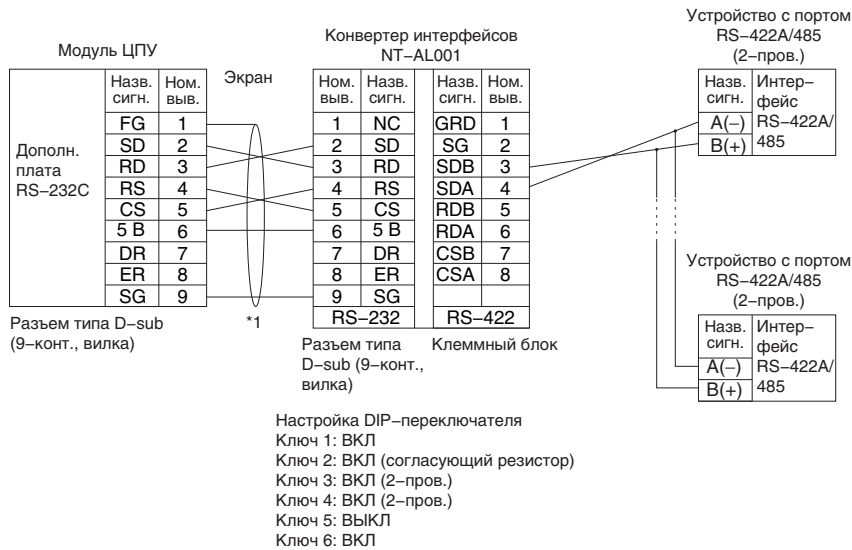 Модуль ЦПУ
Экран
Конвертер интерфейсов
NT–AL001
Устройство с портом
RS–422A/485
(2–пров.)
Дополн.
плата
RS–232C
Назв.
сигн.
Ном.
выв.
FG 1
SD 2
RD 3
RS 4
CS 5
5 В 6
DR 7
ER 8
SG 9
Разъем типа D–sub
(9–конт., вилка)
*1
Ном.
выв.
Назв.
сигн.
1 NC
2 SD
3 RD
4 RS
5 CS
6 5 В
7 DR
8 ER
9 SG
RS–232
Разъем типа
D–sub (9–конт.,
вилка)
Назв.
сигн.
Ном.
выв.
GRD 1
SG 2
SDB 3
SDA 4
RDB 5
RDA 6
CSB 7
CSA 8
RS–422
Клеммный блок
Назв.
сигн.
A(–)
B(+)
Интер–
фейс
RS–422A/
485
Устройство с портом
RS–422A/485
(2–пров.)
Назв.
сигн.
A(–)
B(+)
Интер–
фейс
RS–422A/
485
Настройка DIP–переключателя
Ключ 1: ВКЛ
Ключ 2: ВКЛ (согласующий резистор)
Ключ 3: ВКЛ (2–пров.)
Ключ 4: ВКЛ (2–пров.)
Ключ 5: ВЫКЛ
Ключ 6: ВКЛ